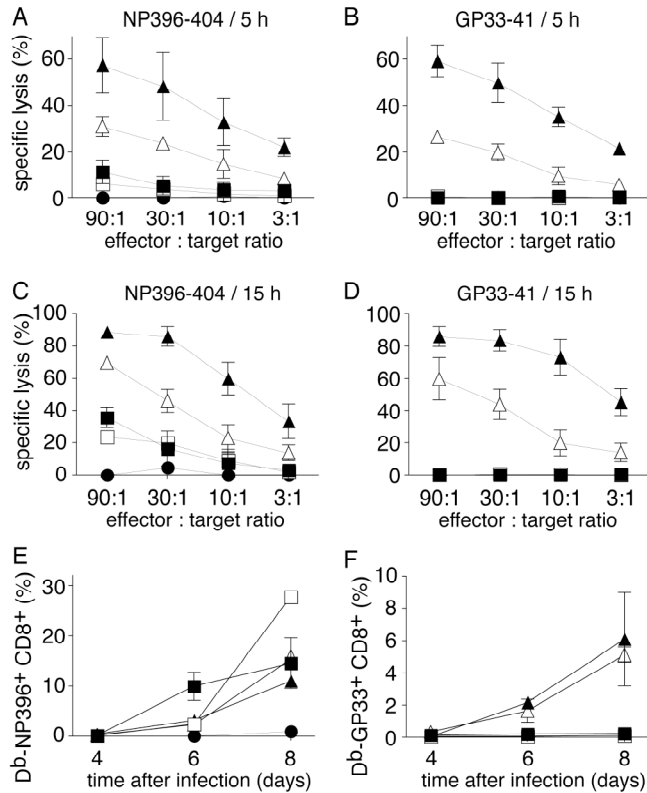 A NP396-404 / 5 h
specific lysis (%)
60
40
20
0
90:1 30:1 10:1 3:1
effector : target ratio
B GP33-41 / 5 h
60
40
20
0
90:1 30:1 10:1 3:1
effector : target ratio
C NP396-404 / 15 h
specific lysis (%)
100
80
60
40
20
0
90:1 30:1 10:1 3:1
effector : target ratio
D GP33-41 / 15 h
100
80
60
40
20
0
90:1 30:1 10:1 3:1
effector : target ratio
E
Dᵇ-NP396⁺ CD8⁺ (%)
30
20
10
0
4 6 8
time after infection (days)
F
Dᵇ-GP33⁺ CD8⁺ (%)
10
8
6
4
2
0
4 6 8
time after infection (days)